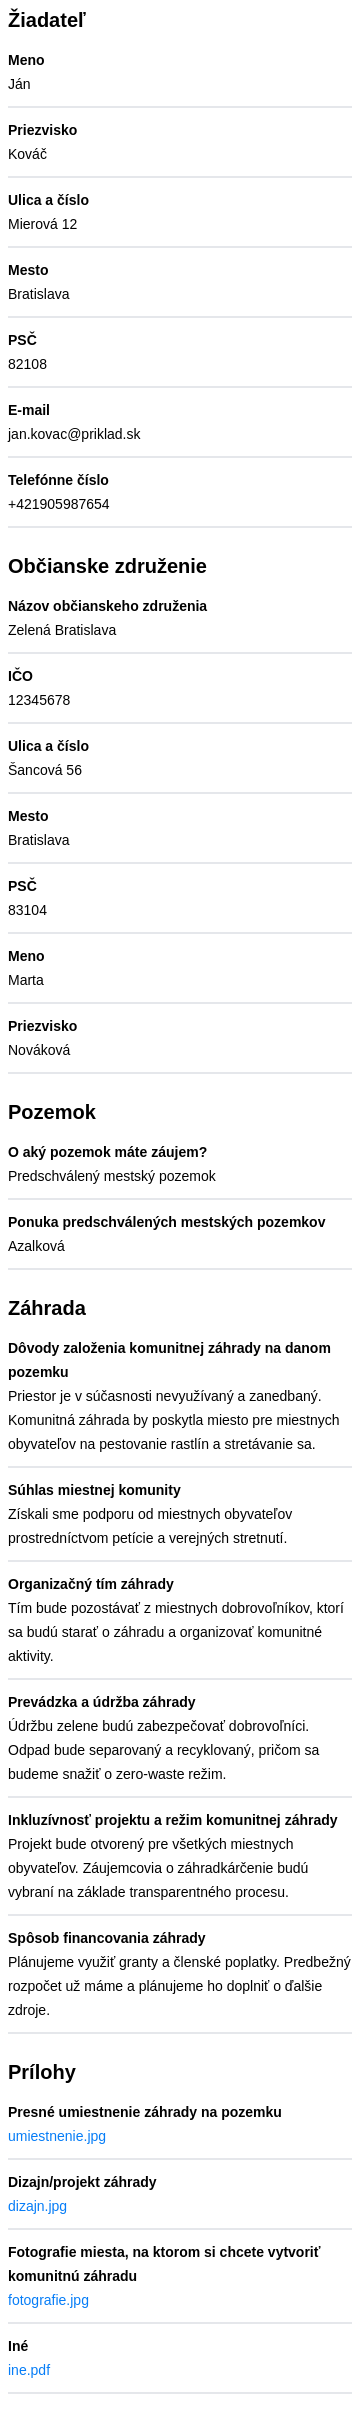 Žiadateľ
Meno
Ján
Priezvisko
Kováč
Ulica a číslo
Mierová 12
Mesto
Bratislava
PSČ
82108
E-mail
jan.kovac@priklad.sk
Telefónne číslo
+421905987654
Občianske združenie
Názov občianskeho združenia
Zelená Bratislava
IČO
12345678
Ulica a číslo
Šancová 56
Mesto
Bratislava
PSČ
83104
Meno
Marta
Priezvisko
Nováková
Pozemok
O aký pozemok máte záujem?
Predschválený mestský pozemok
Ponuka predschválených mestských pozemkov
Azalková
Záhrada
Dôvody založenia komunitnej záhrady na danom
pozemku
Priestor je v súčasnosti nevyužívaný a zanedbaný.
Komunitná záhrada by poskytla miesto pre miestnych
obyvateľov na pestovanie rastlín a stretávanie sa.
Súhlas miestnej komunity
Získali sme podporu od miestnych obyvateľov
prostredníctvom petície a verejných stretnutí.
Organizačný tím záhrady
Tím bude pozostávať z miestnych dobrovoľníkov, ktorí
sa budú starať o záhradu a organizovať komunitné
aktivity.
Prevádzka a údržba záhrady
Údržbu zelene budú zabezpečovať dobrovoľníci.
Odpad bude separovaný a recyklovaný, pričom sa
budeme snažiť o zero-waste režim.
Inkluzívnosť projektu a režim komunitnej záhrady
Projekt bude otvorený pre všetkých miestnych
obyvateľov. Záujemcovia o záhradkárčenie budú
vybraní na základe transparentného procesu.
Spôsob financovania záhrady
Plánujeme využiť granty a členské poplatky. Predbežný
rozpočet už máme a plánujeme ho doplniť o ďalšie
zdroje.
Prílohy
Presné umiestnenie záhrady na pozemku
umiestnenie.jpg
Dizajn/projekt záhrady
dizajn.jpg
Fotografie miesta, na ktorom si chcete vytvoriť
komunitnú záhradu
fotografie.jpg
Iné
ine.pdf